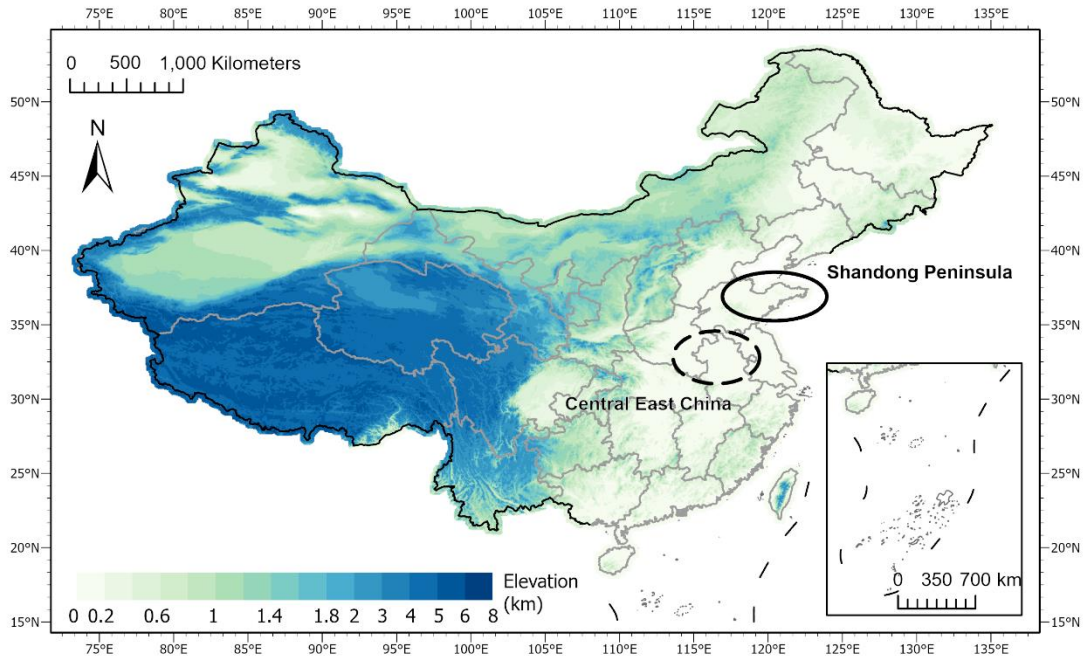 75°E 80°E 85°E 90°E 95°E 100°E 105°E 110°E 115°E 120°E 125°E 130°E 135°E
0 500 1,000 Kilometers
50°N 50°N
N
45°N 45°N
40°N 40°N
Shandong Peninsula
35°N 35°N
Central East China
30°N 30°N
25°N 25°N
20°N 20°N
0 350 700 km
Elevation
(km)
0 0.2 0.6 1 1.4 1.8 2 3 4 5 6 8
15°N 15°N
75°E 80°E 85°E 90°E 95°E 100°E 105°E 110°E 115°E 120°E 125°E 130°E 135°E